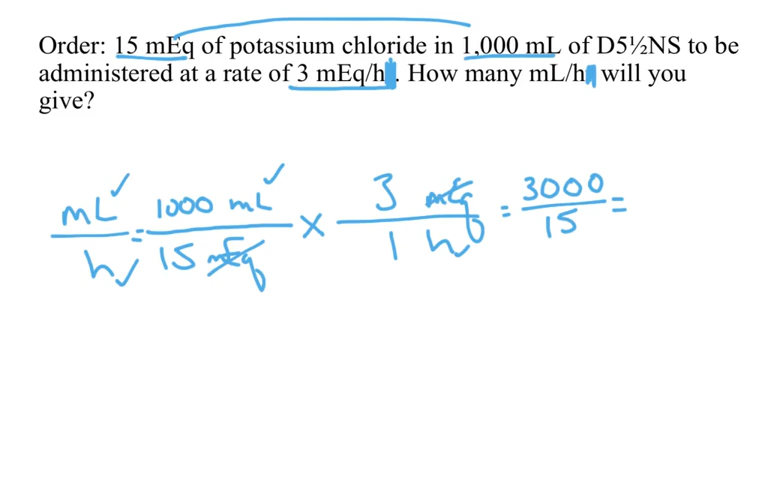 Order: 15 mEq of potassium chloride in 1,000 mL of D5½NS to be
administered at a rate of 3 mEq/h. How many mL/h will you
give?
mL/h = 1000 mL/15 mEq × 3 mEq/1 h = 3000/15 =